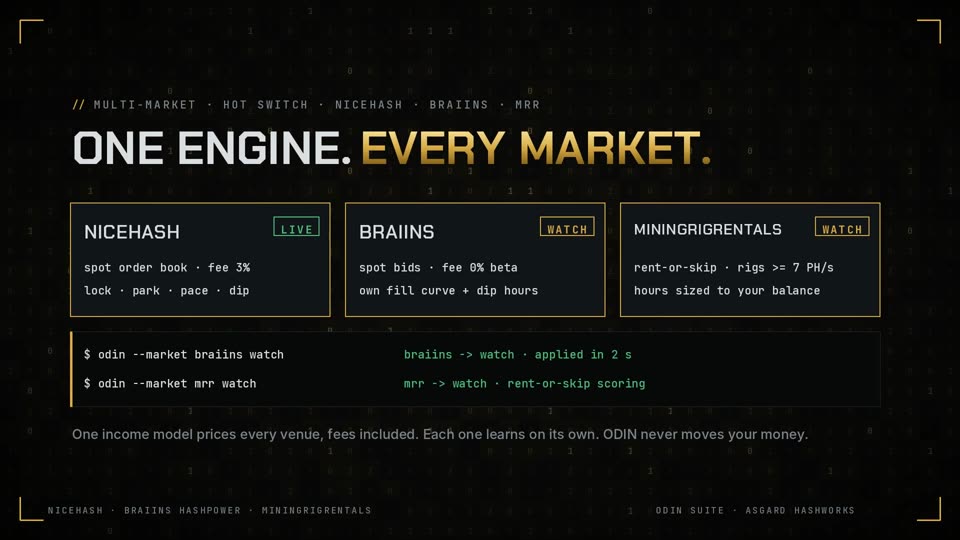 // MULTI-MARKET · HOT SWITCH · NICEHASH · BRAIINS · MRR
ONE ENGINE. EVERY MARKET.
NICEHASH LIVE
spot order book · fee 3%
lock · park · pace · dip
BRAIINS WATCH
spot bids · fee 0% beta
own fill curve + dip hours
MININGRIGRENTALS WATCH
rent-or-skip · rigs >= 7 PH/s
hours sized to your balance
$ odin --market braiins watch braiins -> watch · applied in 2 s
$ odin --market mrr watch mrr -> watch · rent-or-skip scoring
One income model prices every venue, fees included. Each one learns on its own. ODIN never moves your money.
NICEHASH · BRAIINS HASHPOWER · MININGRIGRENTALS
ODIN SUITE · ASGARD HASHWORKS